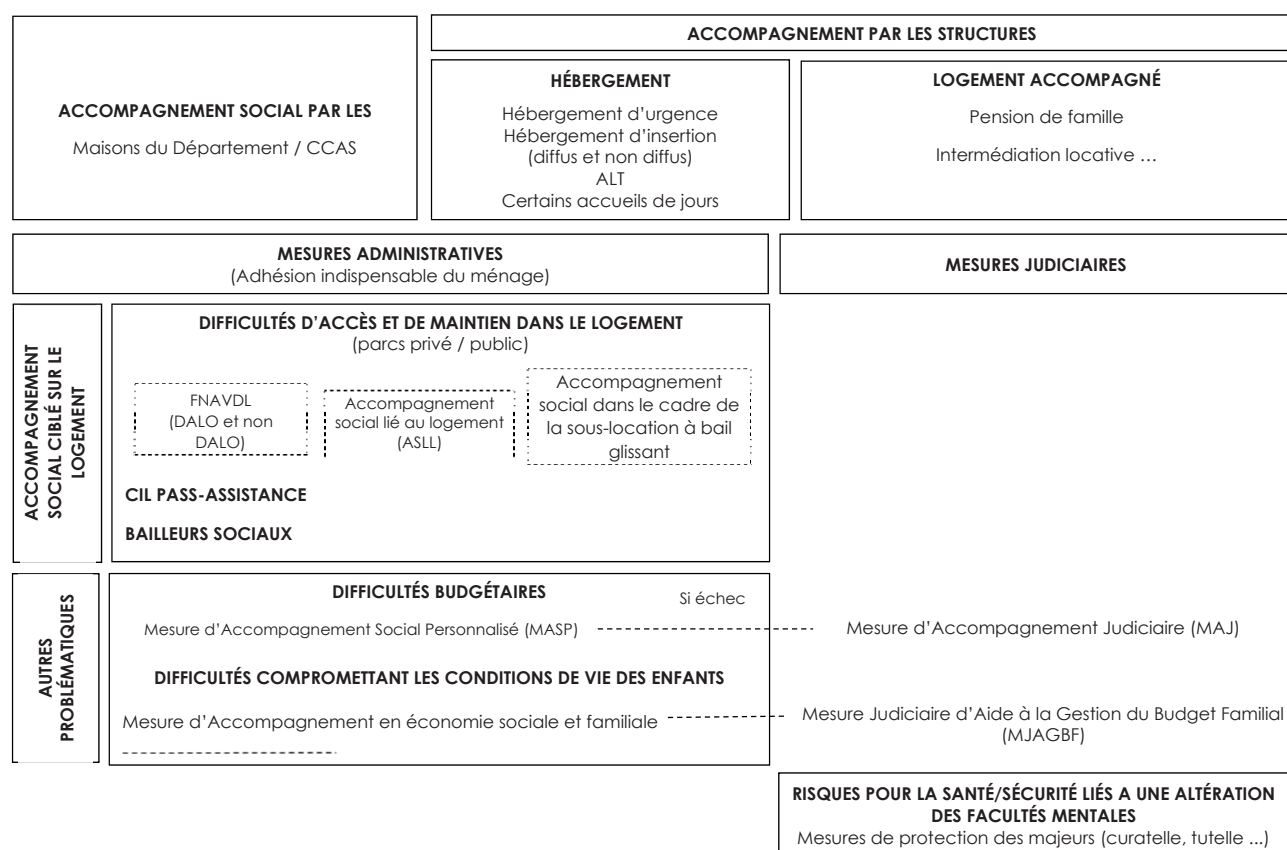 ACCOMPAGNEMENT SOCIAL PAR LES
Maisons du Département / CCAS
ACCOMPAGNEMENT PAR LES STRUCTURES
HÉBERGEMENT
Hébergement d’urgence
Hébergement d’insertion
(diffus et non diffus)
ALT
Certains accueils de jours
LOGEMENT ACCOMPAGNÉ
Pension de famille
Intermédiation locative ...
MESURES ADMINISTRATIVES
(Adhésion indispensable du ménage)
MESURES JUDICIAIRES
ACCOMPAGNEMENT
SOCIAL CIBLÉ SUR LE
LOGEMENT
DIFFICULTÉS D’ACCÈS ET DE MAINTIEN DANS LE LOGEMENT
(parcs privé / public)
FNAVDL
(DALO et non
DALO)
Accompagnement
social lié au logement
(ASLL)
Accompagnement
social dans le cadre de
la sous-location à bail
glissant
CIL PASS-ASSISTANCE
BAILLEURS SOCIAUX
AUTRES
PROBLÉMATIQUES
DIFFICULTÉS BUDGÉTAIRES
Si échec
Mesure d’Accompagnement Social Personnalisé (MASP)
Mesure d’Accompagnement Judiciaire (MAJ)
DIFFICULTÉS COMPROMETTANT LES CONDITIONS DE VIE DES ENFANTS
Mesure d’Accompagnement en économie sociale et familiale
Mesure Judiciaire d’Aide à la Gestion du Budget Familial
(MJAGBF)
RISQUES POUR LA SANTÉ/SÉCURITÉ LIÉS A UNE ALTÉRATION
DES FACULTÉS MENTALES
Mesures de protection des majeurs (curatelle, tutelle ...)